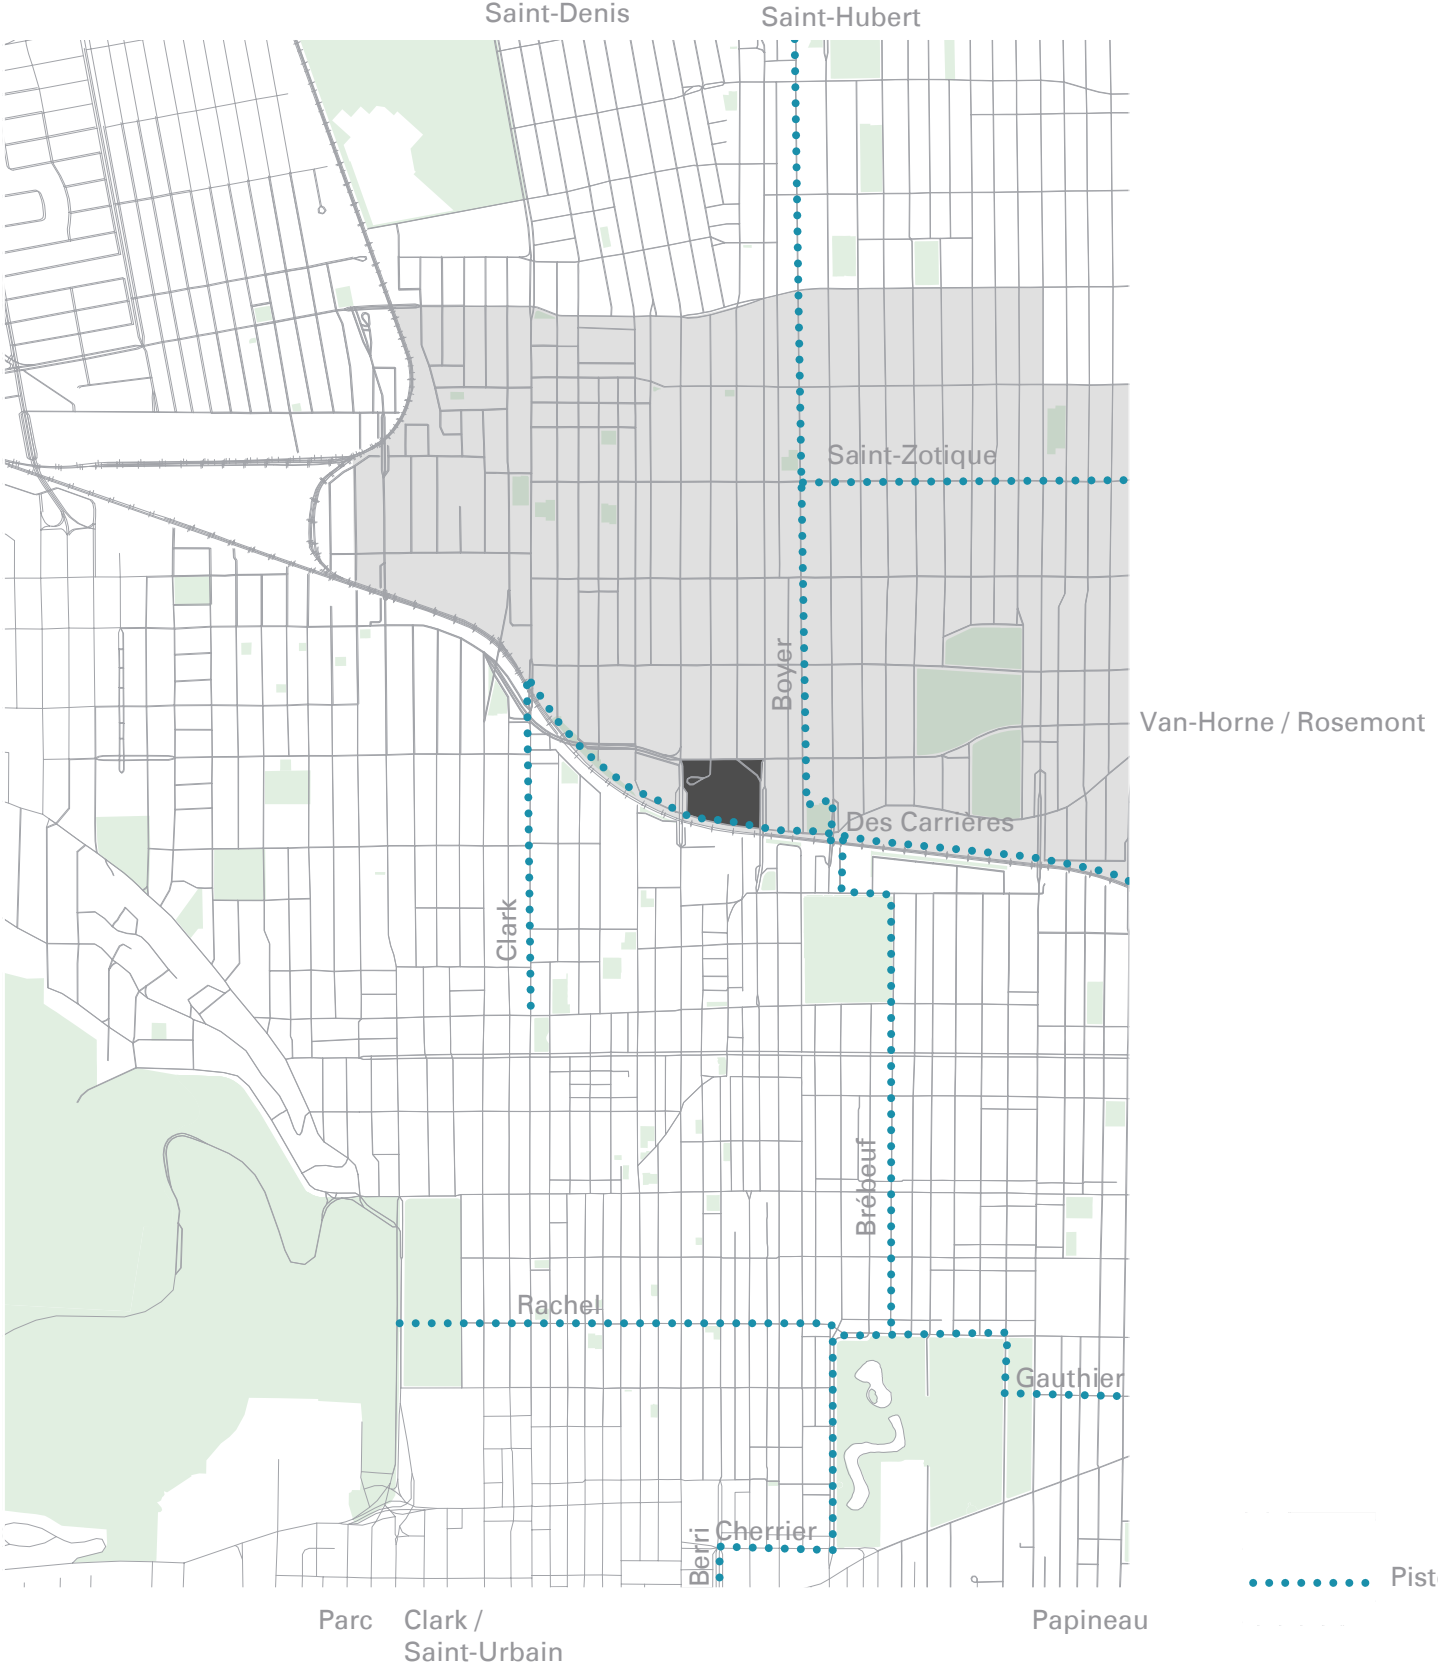 Saint-Denis
Saint-Hubert
Saint-Zotique
Boyer
Van-Horne / Rosemont
Des Carrières
Clark
Brébeuf
Rachel
Gauthier
Cherrier
Berri
Pist
Parc
Clark /
Saint-Urbain
Papineau